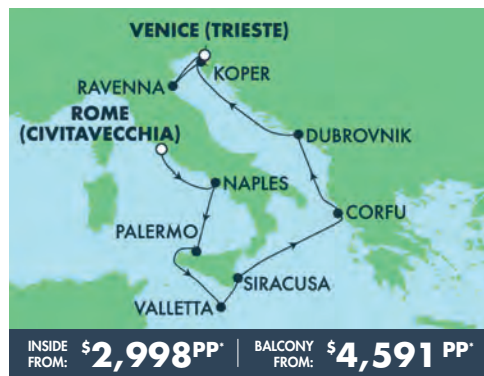 VENICE (TRIESTE)
KOPER
RAVENNA
ROME
(CIVITAVECCHIA)
DUBROVNIK
NAPLES
CORFU
PALERMO
SIRACUSA
VALLETTA
INSIDE FROM: $2,998PP* | BALCONY FROM: $4,591 PP*